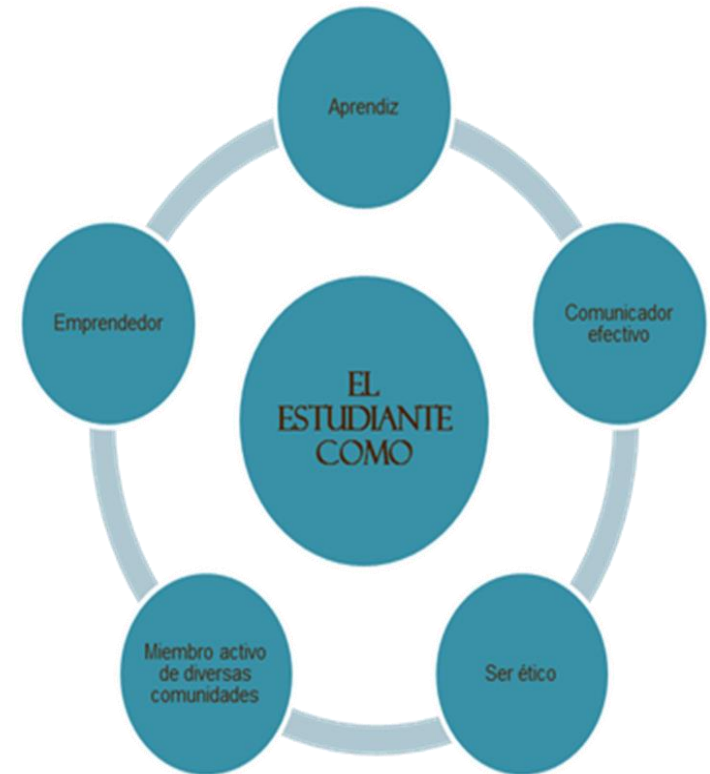 Aprendiz
Comunicador
efectivo
Ser ético
Miembro activo
de diversas
comunidades
Emprendedor
EL
ESTUDIANTE
COMO